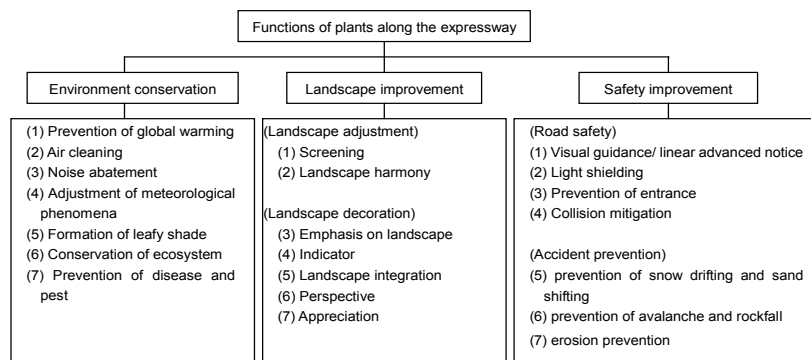 Functions of plants along the expressway
Environment conservation
(1) Prevention of global warming
(2) Air cleaning
(3) Noise abatement
(4) Adjustment of meteorological
phenomena
(5) Formation of leafy shade
(6) Conservation of ecosystem
(7) Prevention of disease and
pest
Landscape improvement
(Landscape adjustment)
(1) Screening
(2) Landscape harmony
(Landscape decoration)
(3) Emphasis on landscape
(4) Indicator
(5) Landscape integration
(6) Perspective
(7) Appreciation
Safety improvement
(Road safety)
(1) Visual guidance/ linear advanced notice
(2) Light shielding
(3) Prevention of entrance
(4) Collision mitigation
(Accident prevention)
(5) prevention of snow drifting and sand
shifting
(6) prevention of avalanche and rockfall
(7) erosion prevention